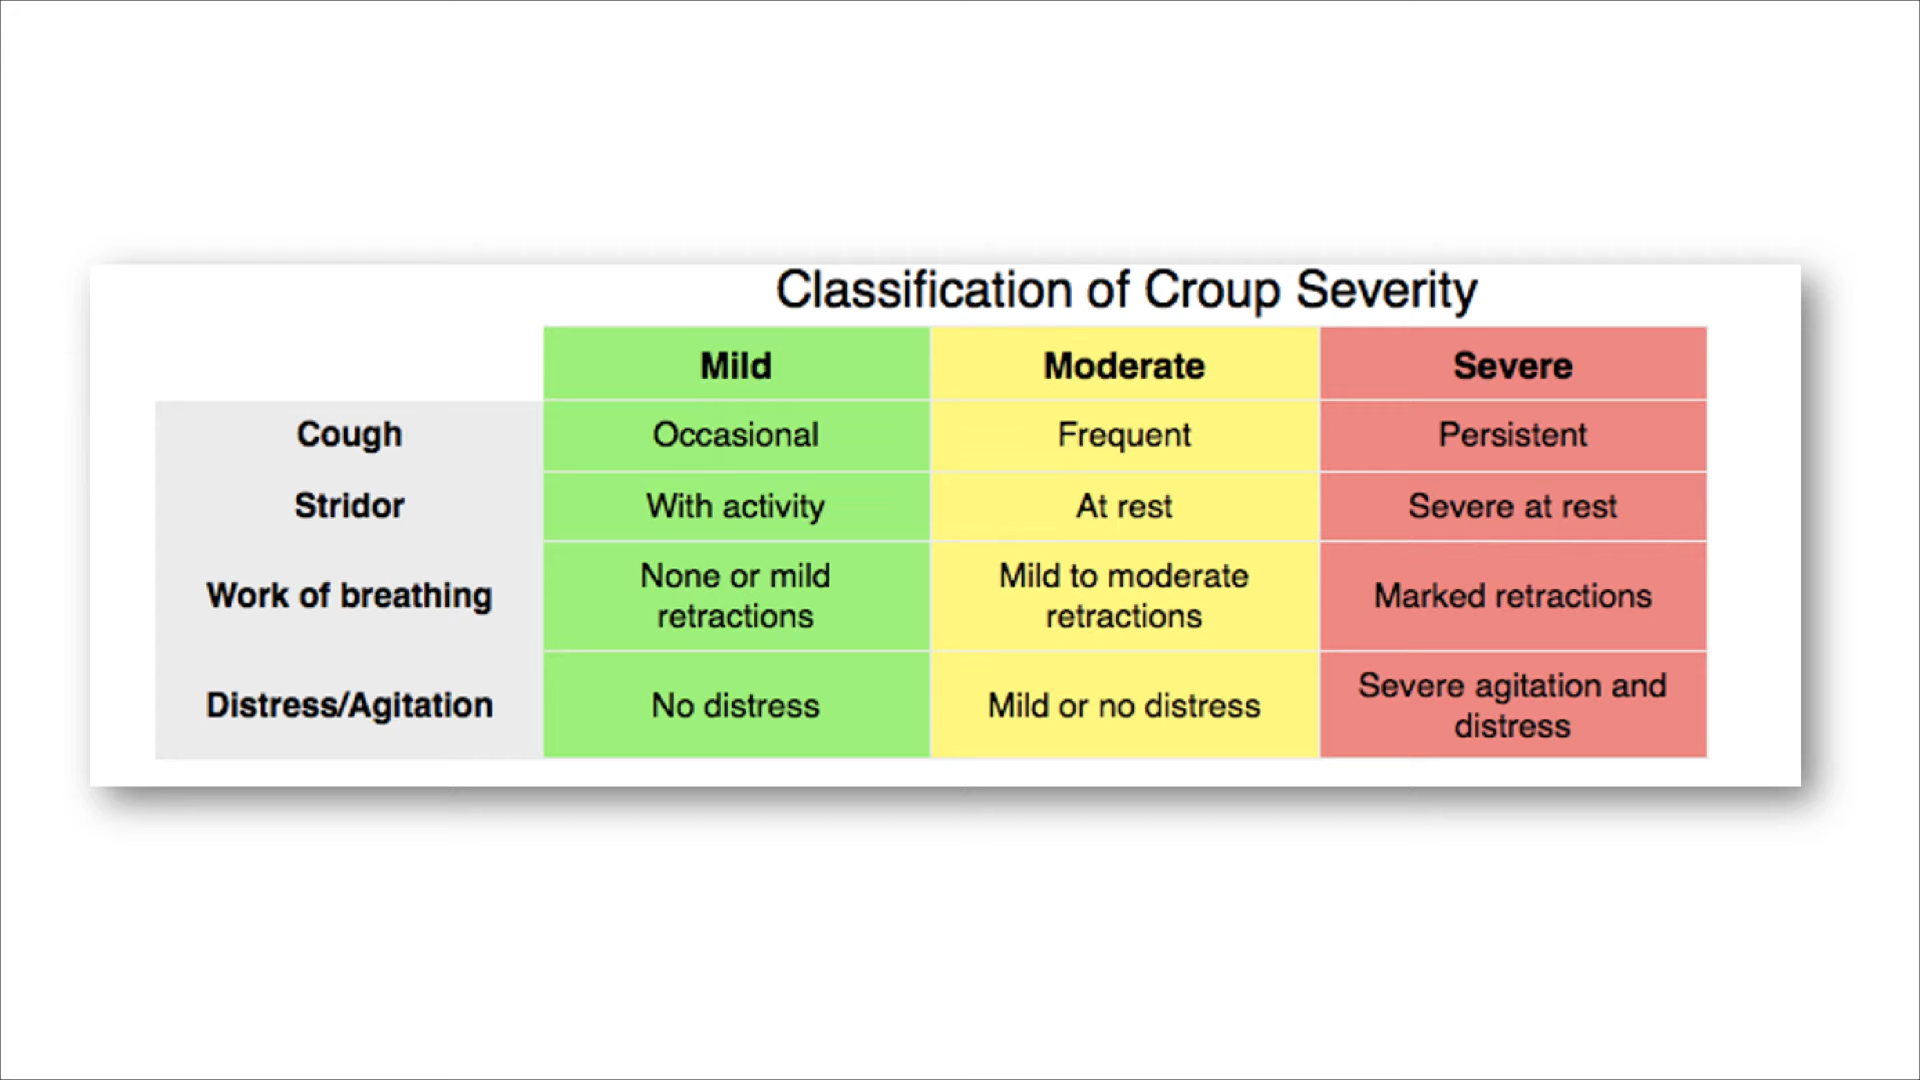 Classification of Croup Severity
Mild Moderate Severe
Cough Occasional Frequent Persistent
Stridor With activity At rest Severe at rest
Work of breathing
None or mild
retractions
Mild to moderate
retractions
Marked retractions
Distress/Agitation No distress Mild or no distress
Severe agitation and
distress